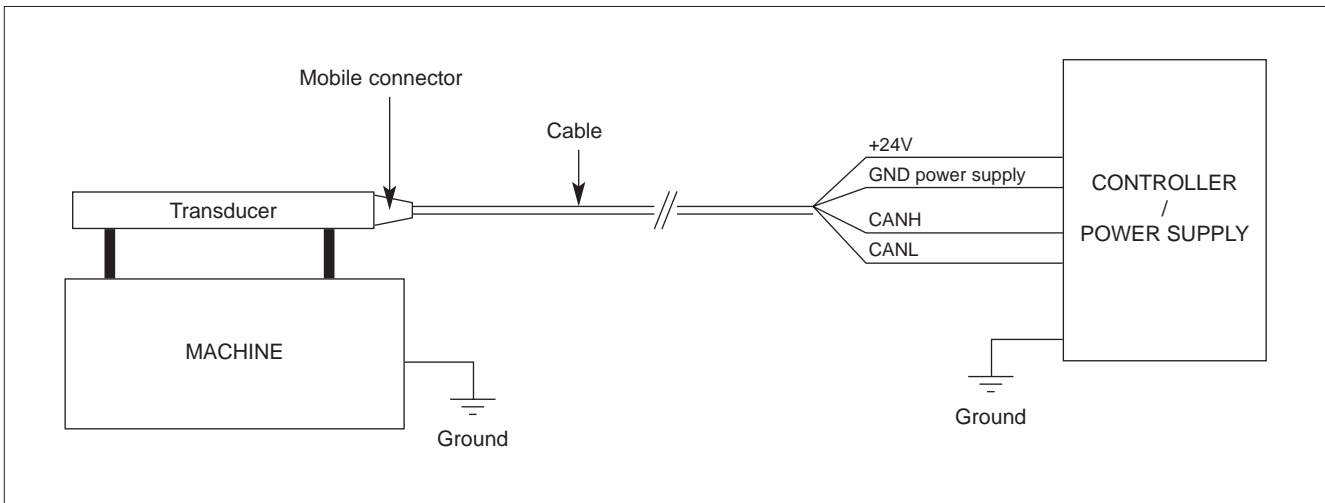 Mobile connector
Cable
Transducer
MACHINE
Ground
+24V
GND power supply
CANH
CANL
CONTROLLER
/
POWER SUPPLY
Ground